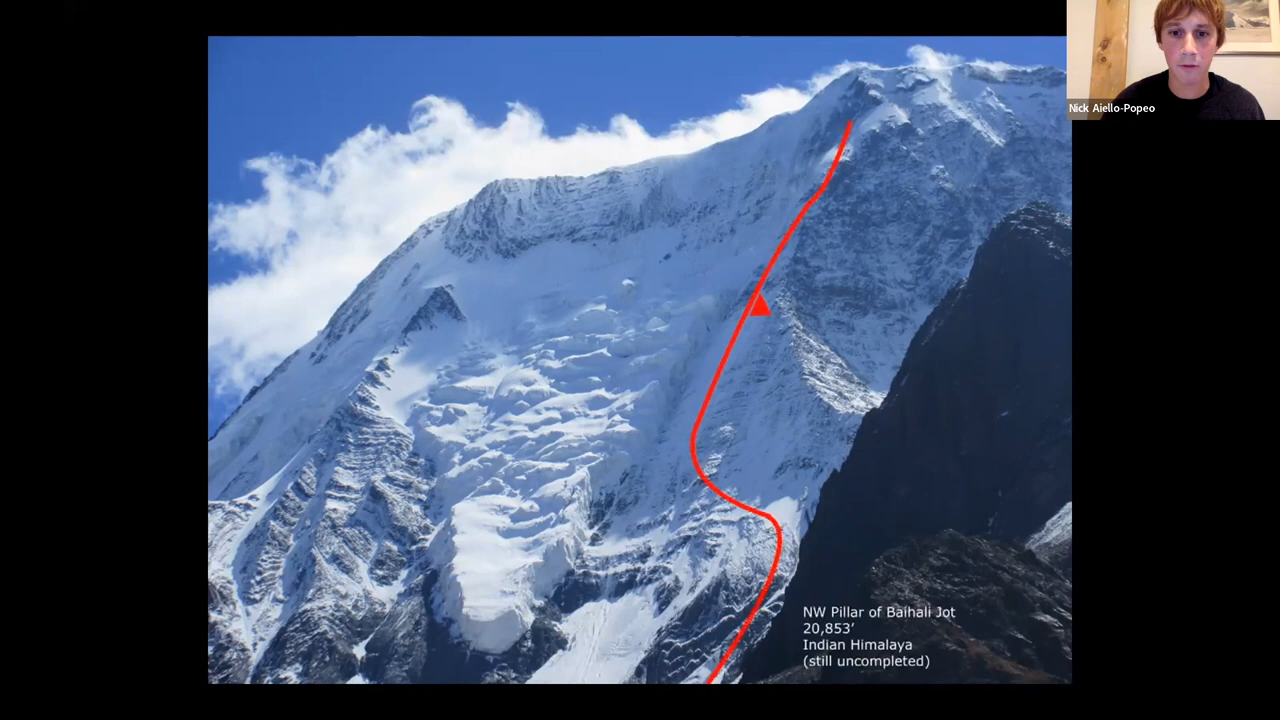 Nick Aiello-Popeo
NW Pillar of Baihali Jot
20,853’
Indian Himalaya
(still uncompleted)